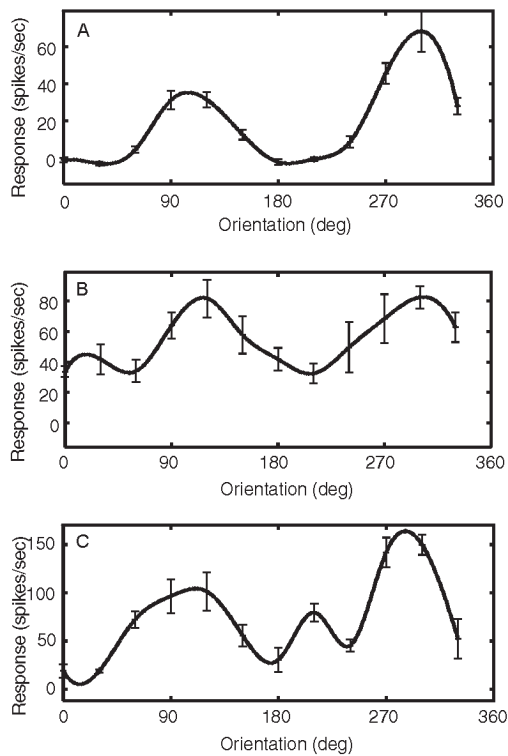 A
Response (spikes/sec)
60
40
20
0
0 90 180 270 360
Orientation (deg)
B
Response (spikes/sec)
80
60
40
20
0
0 90 180 270 360
Orientation (deg)
C
Response (spikes/sec)
150
100
50
0
0 90 180 270 360
Orientation (deg)